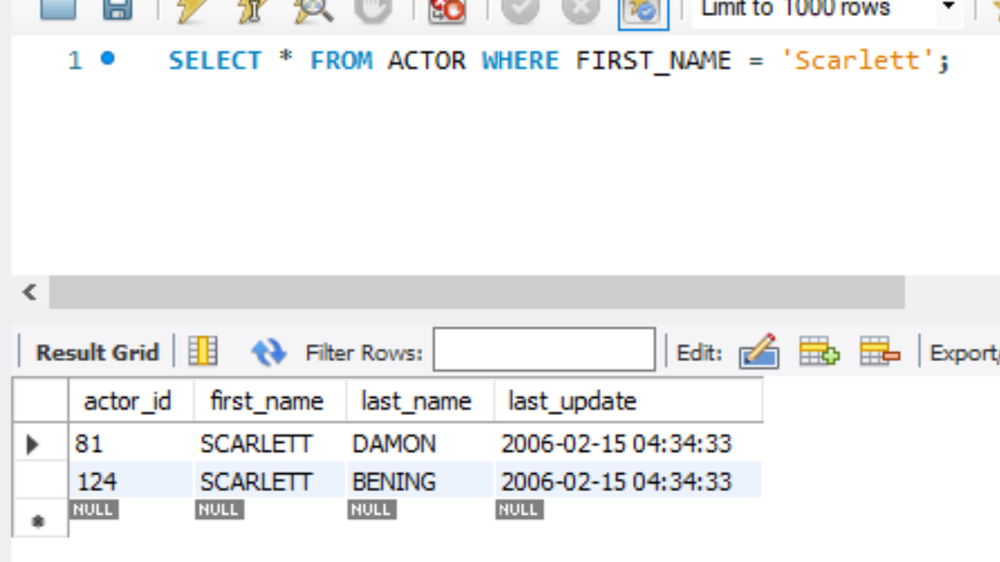 Limit to 1000 rows
1 SELECT * FROM ACTOR WHERE FIRST_NAME = 'Scarlett';
Result Grid Filter Rows: Edit: Export/
actor_id first_name last_name last_update
81 SCARLETT DAMON 2006-02-15 04:34:33
124 SCARLETT BENING 2006-02-15 04:34:33
NULL NULL NULL NULL